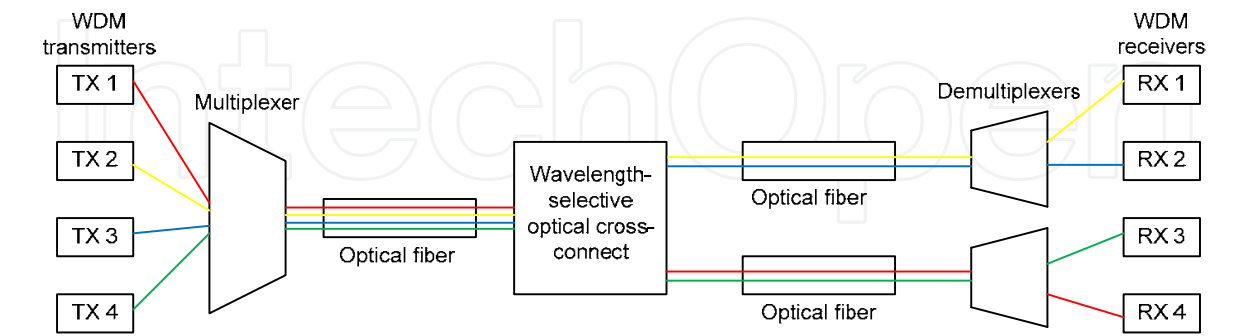 WDM
transmitters
TX 1
TX 2
TX 3
TX 4
Multiplexer
Optical fiber
Wavelength-
selective
optical cross-
connect
Optical fiber
Optical fiber
Demultiplexers
WDM
receivers
RX 1
RX 2
RX 3
RX 4
IntechOpen